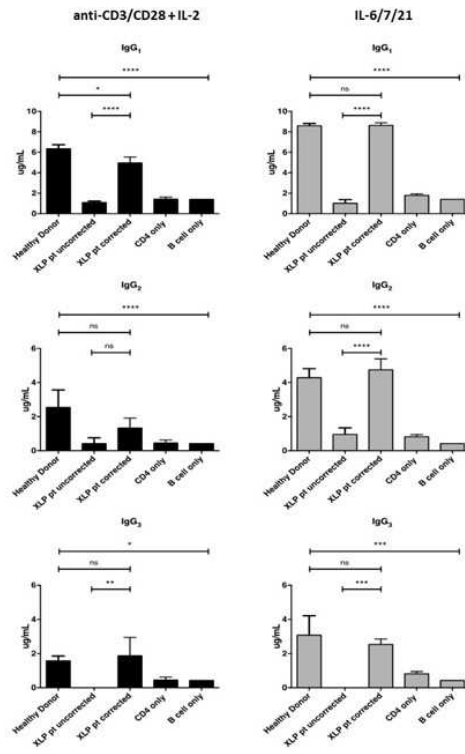 anti-CD3/CD28+IL-2
IL-6/7/21
IgG1
****
*
****
ug/mL
10
8
6
4
2
0
Healthy Donor
XLP pt uncorrected
XLP pt corrected
CD4 only
B cell only
IgG1
****
ns
****
ug/mL
10
8
6
4
2
0
Healthy Donor
XLP pt uncorrected
XLP pt corrected
CD4 only
B cell only
IgG2
****
ns
ns
ug/mL
6
4
2
0
Healthy Donor
XLP pt uncorrected
XLP pt corrected
CD4 only
B cell only
IgG2
****
ns
****
ug/mL
6
4
2
0
Healthy Donor
XLP pt uncorrected
XLP pt corrected
CD4 only
B cell only
IgG3
*
ns
**
ug/mL
6
4
2
0
Healthy Donor
XLP pt uncorrected
XLP pt corrected
CD4 only
B cell only
IgG3
***
ns
***
ug/mL
6
4
2
0
Healthy Donor
XLP pt uncorrected
XLP pt corrected
CD4 only
B cell only